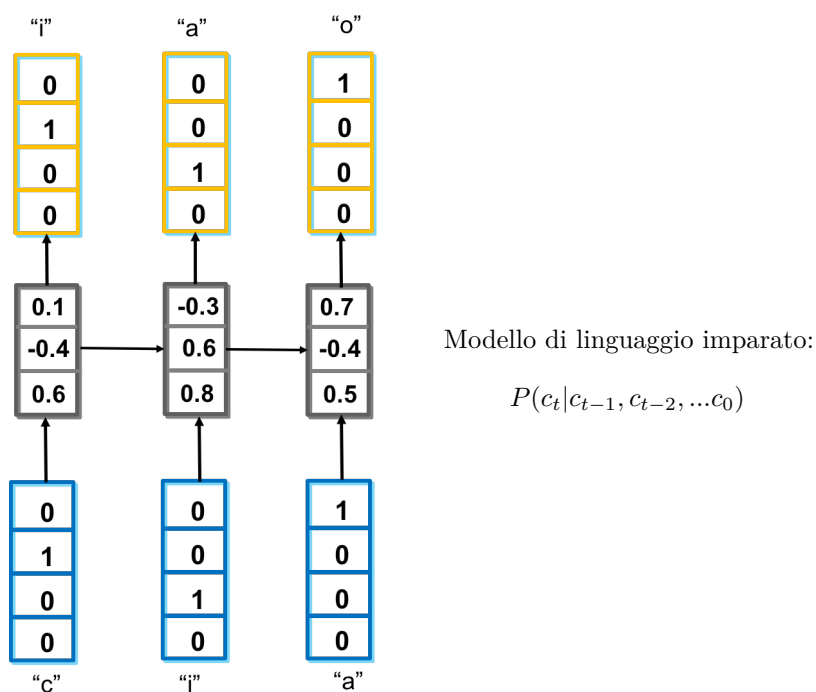 “i” “a” “o”
0 0 1
1 0 0
0 1 0
0 0 0
0.1 -0.3 0.7
-0.4 0.6 -0.4
0.6 0.8 0.5
Modello di linguaggio imparato:
P(c_t|c_{t−1}, c_{t−2}, ...c_0)
0 0 1
1 0 0
0 1 0
0 0 0
“c” “i” “a”